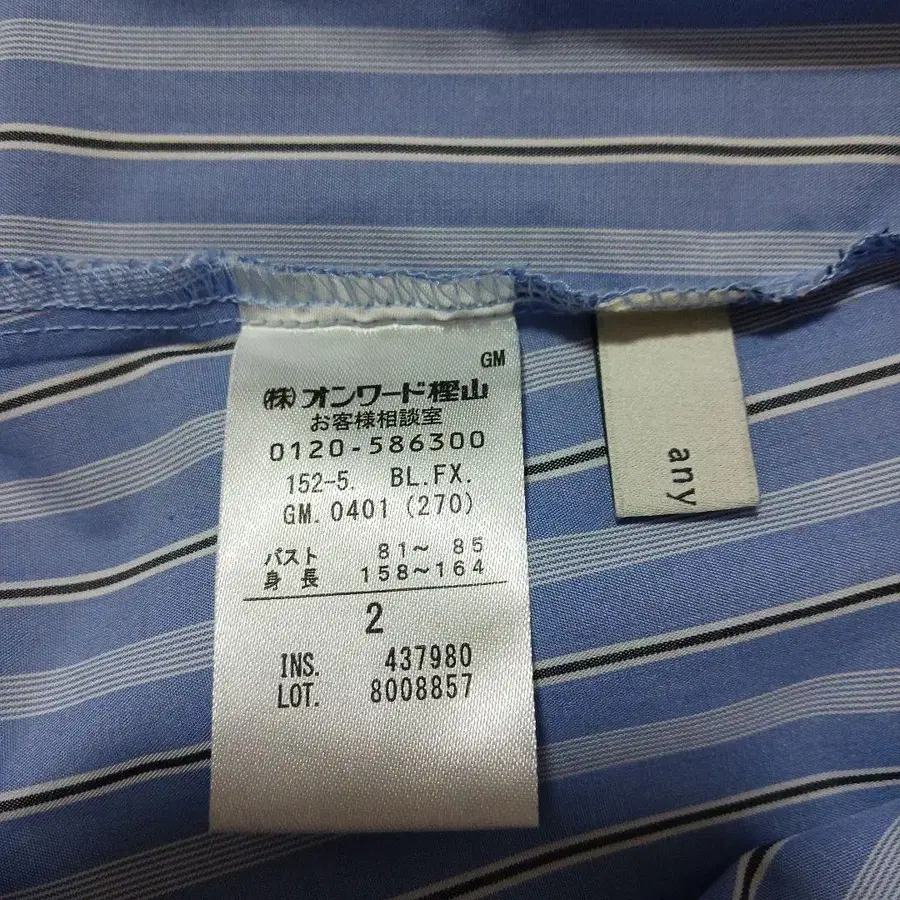 GM
㈱オンワード樫山
お客様相談室
0120-586300
152-5. BL.FX.
GM. 0401 (270)
バスト 81～ 85
身 長 158～164
2
INS. 437980
LOT. 8008857
any